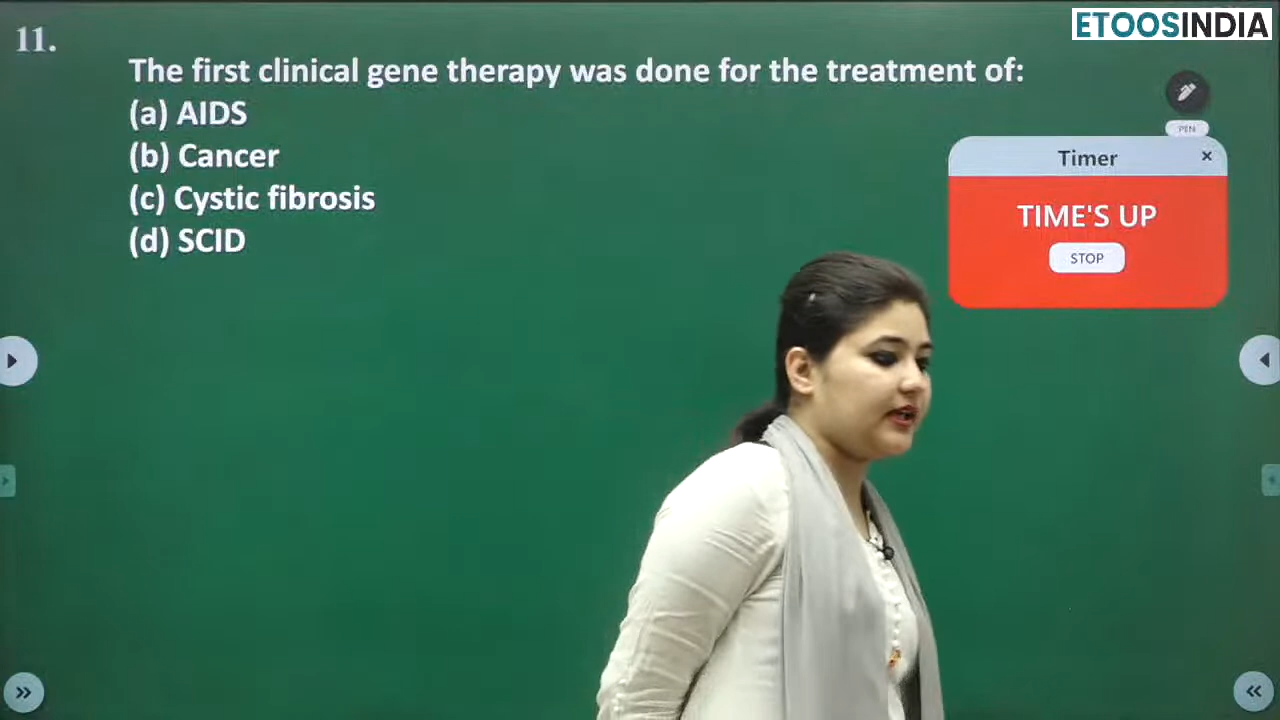 11.
ETOOSINDIA
The first clinical gene therapy was done for the treatment of:
(a) AIDS
(b) Cancer
(c) Cystic fibrosis
(d) SCID
PEN
Timer ×
TIME'S UP
STOP